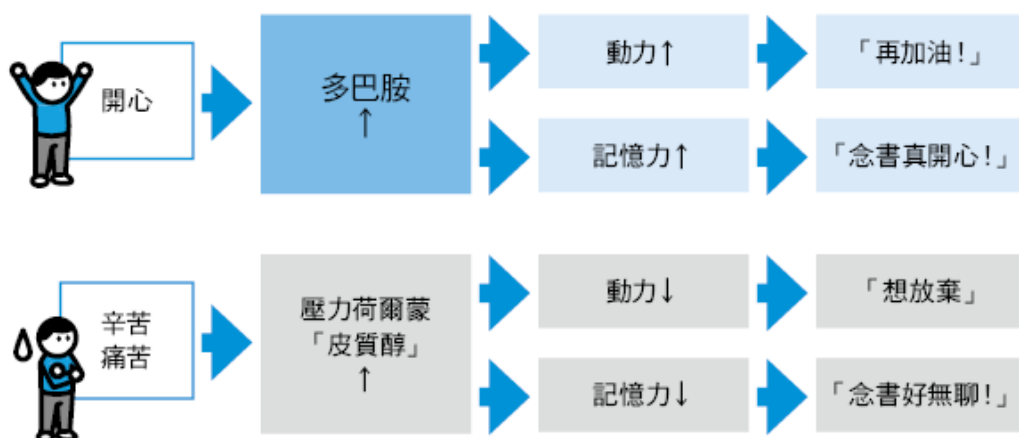 開心
多巴胺
↑
動力↑
「再加油!」
記憶力↑
「念書真開心!」
辛苦
痛苦
壓力荷爾蒙
「皮質醇」
↑
動力↓
「想放棄」
記憶力↓
「念書好無聊!」